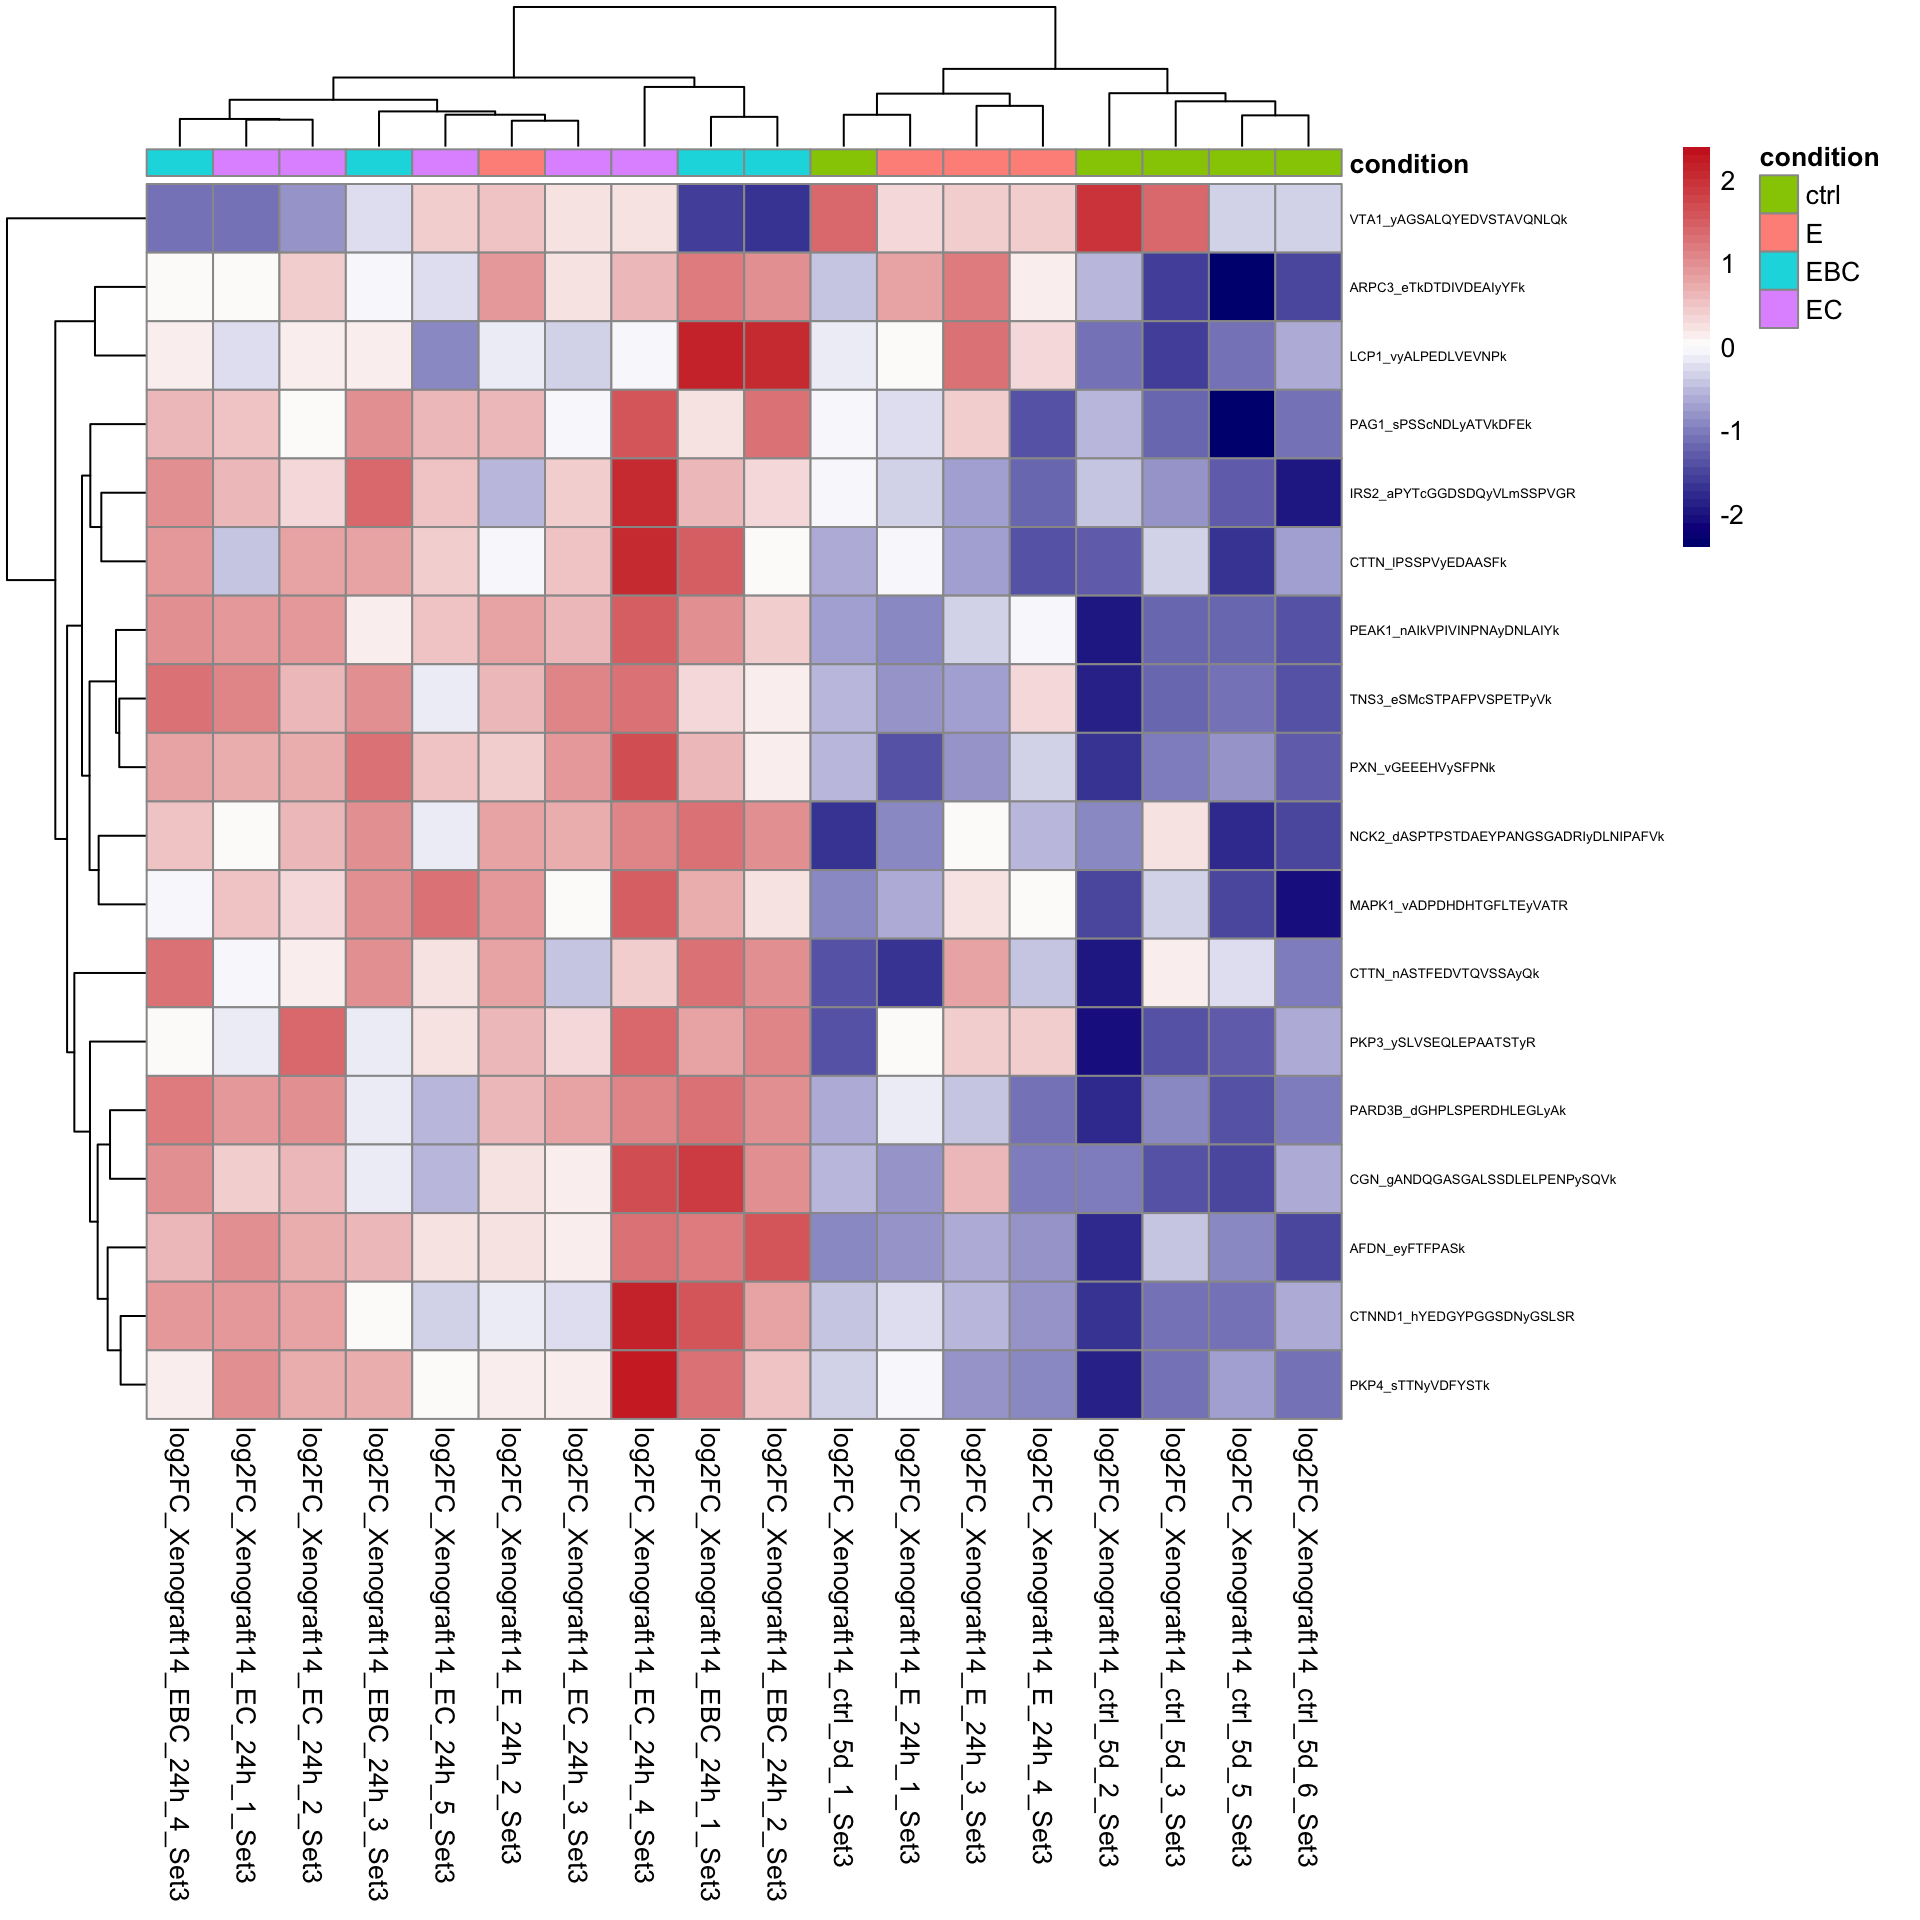 condition
VTA1_yAGSALQYEDVSTAVQNLQk
ARPC3_eTkDTDIVDEAIyYFk
LCP1_vyALPEDLVEVNPk
PAG1_sPSScNDLyATVkDFEk
IRS2_aPYTcGGDSDQyVLmSSPVGR
CTTN_lPSSPVyEDAASFk
PEAK1_nAIkVPIVINPNAyDNLAIYk
TNS3_eSMcSTPAFPVSPETPyVk
PXN_vGEEEHVySFPNk
NCK2_dASPTPSTDAEYPANGSGADRIyDLNIPAFVk
MAPK1_vADPDHDHTGFLTEyVATR
CTTN_nASTFEDVTQVSSAyQk
PKP3_ySLVSEQLEPAATSTyR
PARD3B_dGHPLSPERDHLEGLyAk
CGN_gANDQGASGALSSDLELPENPySQVk
AFDN_eyFTFPASk
CTNND1_hYEDGYPGGSDNyGSLSR
PKP4_sTTNyVDFYSTk
log2FC_Xenograft14_EBC_24h_4_Set3
log2FC_Xenograft14_EC_24h_1_Set3
log2FC_Xenograft14_EC_24h_2_Set3
log2FC_Xenograft14_EBC_24h_3_Set3
log2FC_Xenograft14_EC_24h_5_Set3
log2FC_Xenograft14_E_24h_2_Set3
log2FC_Xenograft14_EC_24h_3_Set3
log2FC_Xenograft14_EC_24h_4_Set3
log2FC_Xenograft14_EBC_24h_1_Set3
log2FC_Xenograft14_EBC_24h_2_Set3
log2FC_Xenograft14_ctrl_5d_1_Set3
log2FC_Xenograft14_E_24h_1_Set3
log2FC_Xenograft14_E_24h_3_Set3
log2FC_Xenograft14_E_24h_4_Set3
log2FC_Xenograft14_ctrl_5d_2_Set3
log2FC_Xenograft14_ctrl_5d_3_Set3
log2FC_Xenograft14_ctrl_5d_5_Set3
log2FC_Xenograft14_ctrl_5d_6_Set3
2
1
0
-1
-2
condition
ctrl
E
EBC
EC